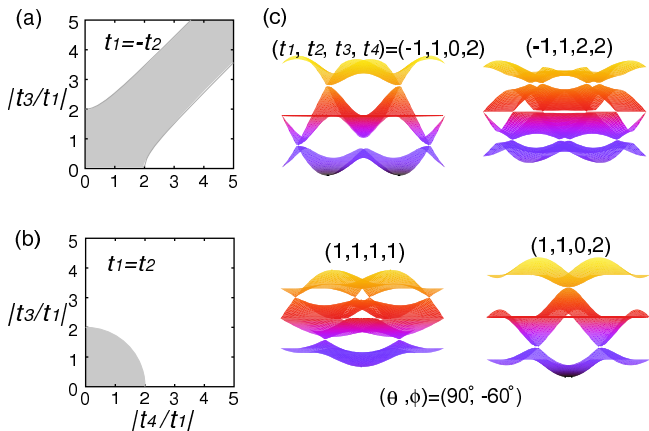 (a)
t1=-t2
5
4
3
2
1
0
|t3/t1|
0 1 2 3 4 5
(b)
t1=t2
5
4
3
2
1
0
|t3/t1|
0 1 2 3 4 5
|t4/t1|
(c)
(t1, t2, t3, t4)=(-1,1,0,2)
(-1,1,2,2)
(1,1,1,1)
(1,1,0,2)
(θ ,ϕ)=(90°, -60°)